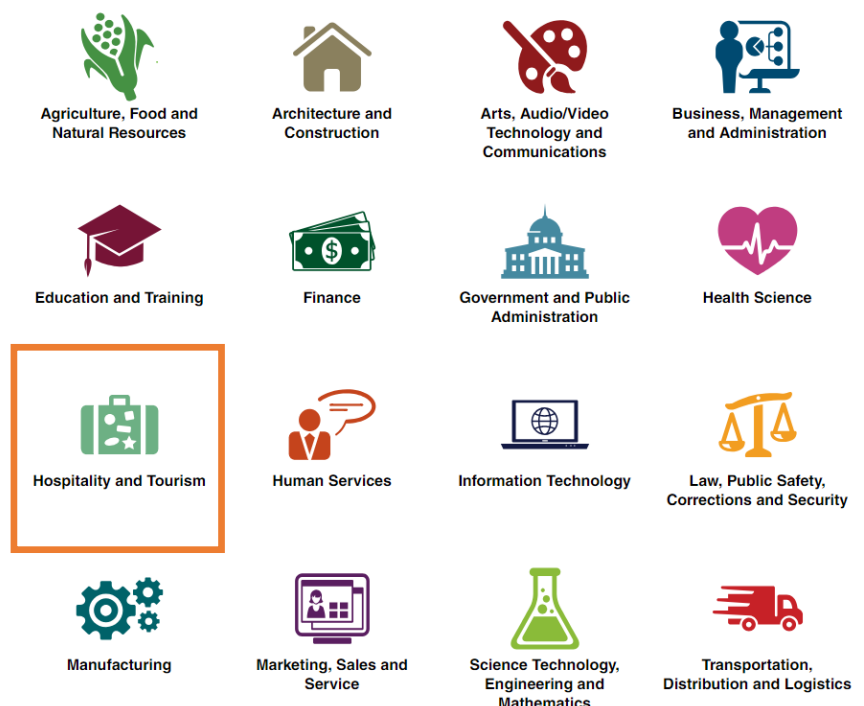 Agriculture, Food and
Natural Resources
Architecture and
Construction
Arts, Audio/Video
Technology and
Communications
Business, Management
and Administration
Education and Training
$
Finance
Government and Public
Administration
Health Science
Hospitality and Tourism
Human Services
Information Technology
Law, Public Safety,
Corrections and Security
Manufacturing
Marketing, Sales and
Service
Science Technology,
Engineering and
Mathematics
Transportation,
Distribution and Logistics